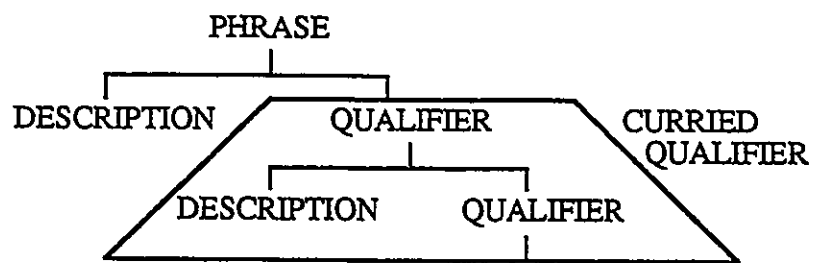 PHRASE
DESCRIPTION QUALIFIER CURRIED
QUALIFIER
DESCRIPTION QUALIFIER